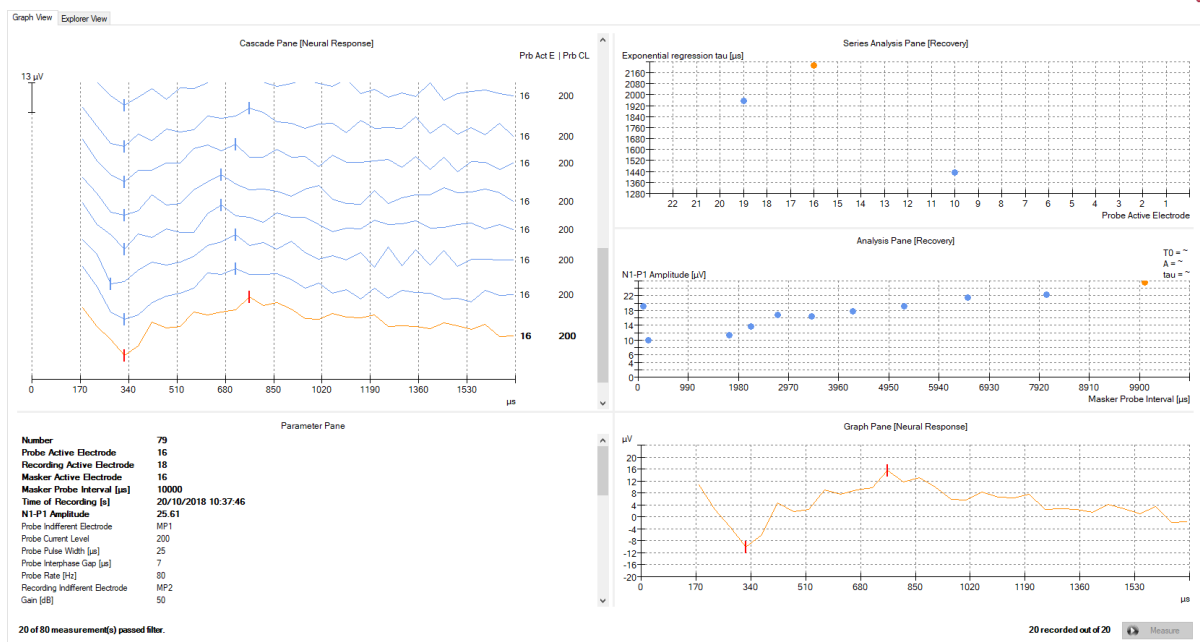 Graph View Explorer View
Cascade Pane [Neural Response]
Prb Act E | Prb CL
13 µV
16 200
16 200
16 200
16 200
16 200
16 200
16 200
16 200
0 170 340 510 680 850 1020 1190 1360 1530
µs
Series Analysis Pane [Recovery]
Exponential regression tau [µs]
2160
2080
2000
1920
1840
1760
1680
1600
1520
1440
1360
1280
22 21 20 19 18 17 16 15 14 13 12 11 10 9 8 7 6 5 4 3 2 1
Probe Active Electrode
Analysis Pane [Recovery]
T0 = ~
A = ~
tau = ~
N1-P1 Amplitude [µV]
22
18
14
10
6
4
0
0 990 1980 2970 3960 4950 5940 6930 7920 8910 9900
Masker Probe Interval [µs]
Parameter Pane
Number 79
Probe Active Electrode 16
Recording Active Electrode 18
Masker Active Electrode 16
Masker Probe Interval [µs] 10000
Time of Recording [s] 20/10/2018 10:37:46
N1-P1 Amplitude 25.61
Probe Indifferent Electrode MP1
Probe Current Level 200
Probe Pulse Width [µs] 25
Probe Interphase Gap [µs] 7
Probe Rate [Hz] 80
Recording Indifferent Electrode MP2
Gain [dB] 50
Graph Pane [Neural Response]
µV
20
16
12
8
4
0
-4
-8
-12
-16
-20
0 170 340 510 680 850 1020 1190 1360 1530
µs
20 of 80 measurement(s) passed filter.
20 recorded out of 20 Measure